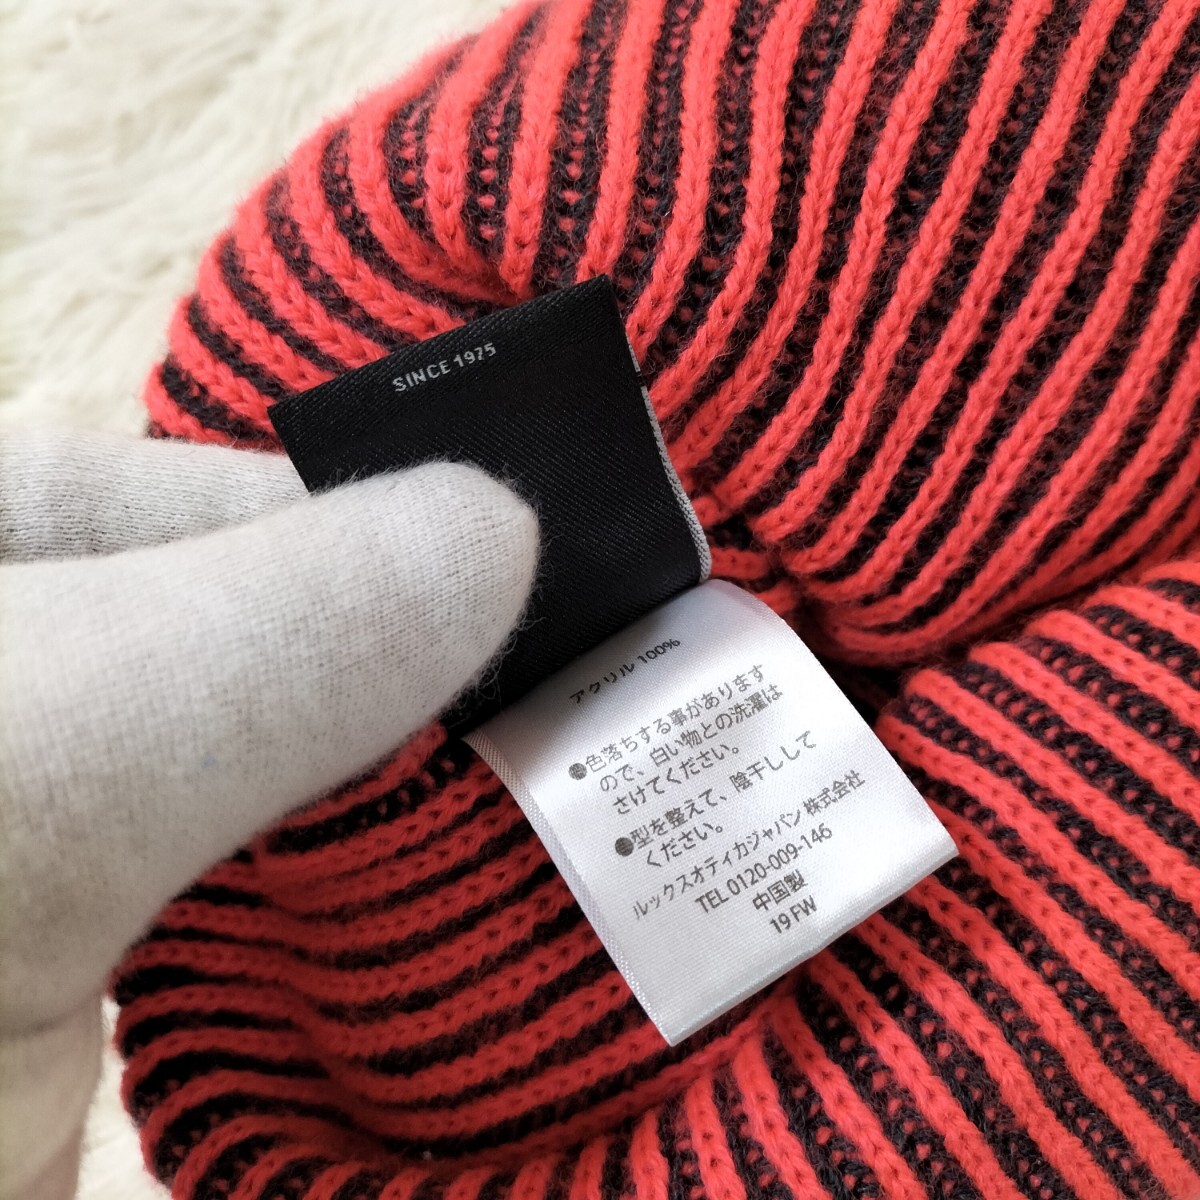 SINCE 1975
アクリル 100%
●色落ちする事があります
ので、白い物との洗濯は
さけてください。
●型を整えて、陰干しして
ください。
ルックスオティカジャパン 株式会社
TEL 0120-009-146
中国製
19 FW